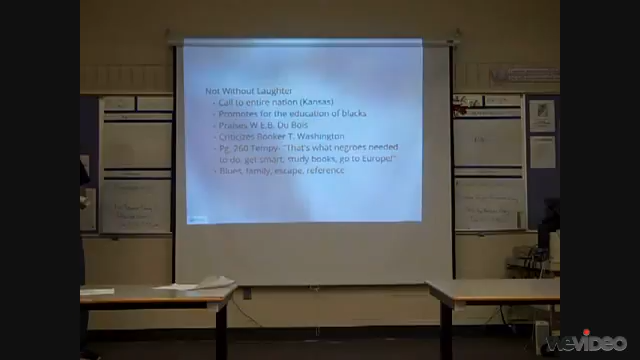 Not Without Laughter
- Call to entire nation (Kansas)
- Promotes for the education of blacks
- Praises W.E.B. Du Bois
- Criticizes Booker T. Washington
- Pg. 260 Tempy- "That's what negroes needed
to do, get smart, study books, go to Europe!"
- Blues, family, escape, reference
WEVIDEO